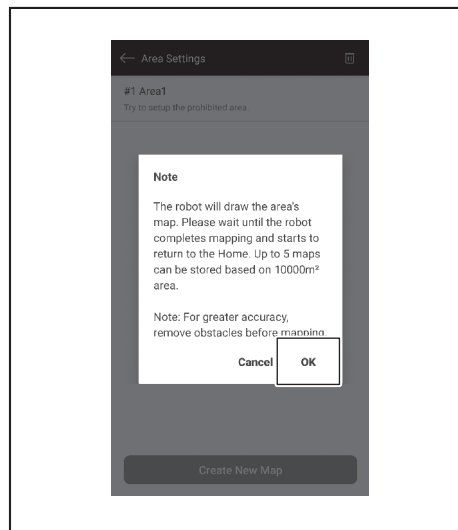 Area Settings
#1 Area1
Try to setup the prohibited area.
Note
The robot will draw the area's
map. Please wait until the robot
completes mapping and starts to
return to the Home. Up to 5 maps
can be stored based on 10000m²
area.
Note: For greater accuracy,
remove obstacles before mapping.
Cancel OK
Create New Map